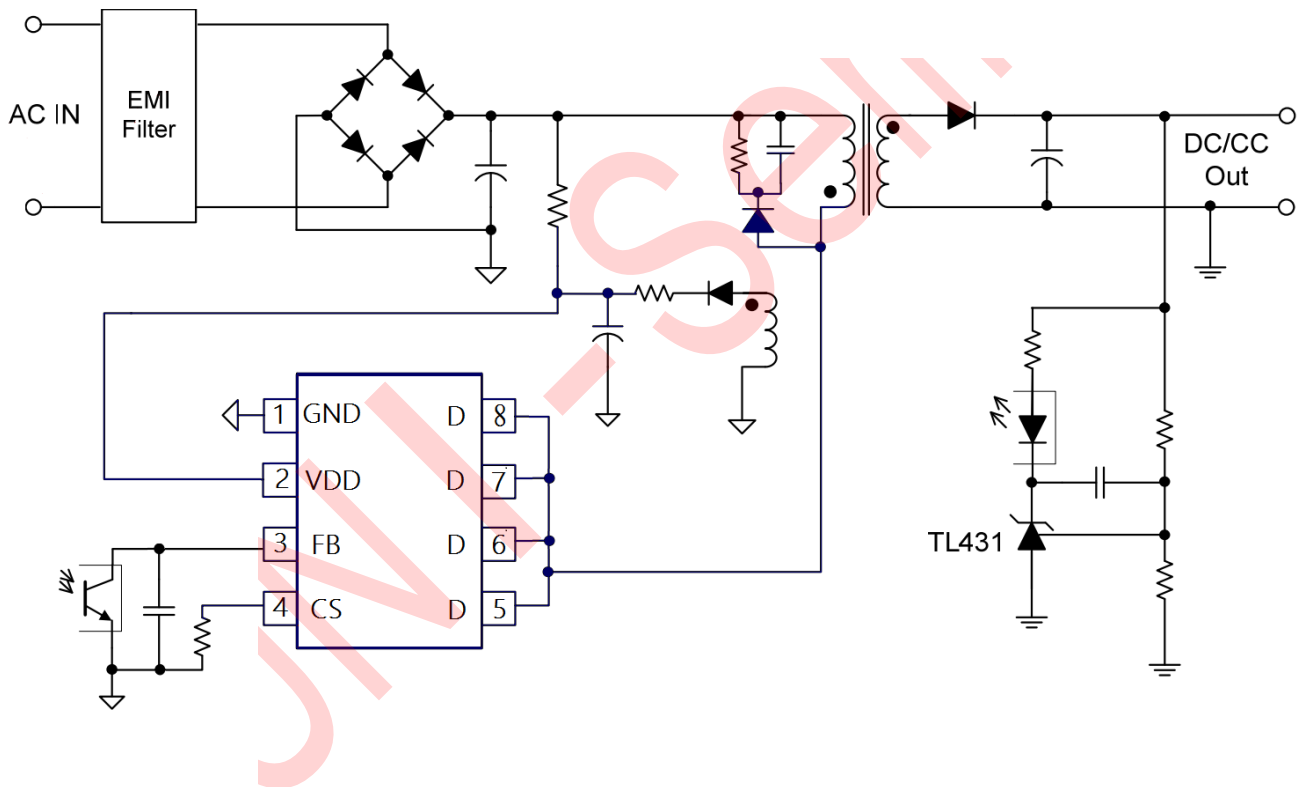 AC IN
EMI
Filter
DC/CC
Out
1 GND D 8
2 VDD D 7
3 FB D 6
4 CS D 5
TL431